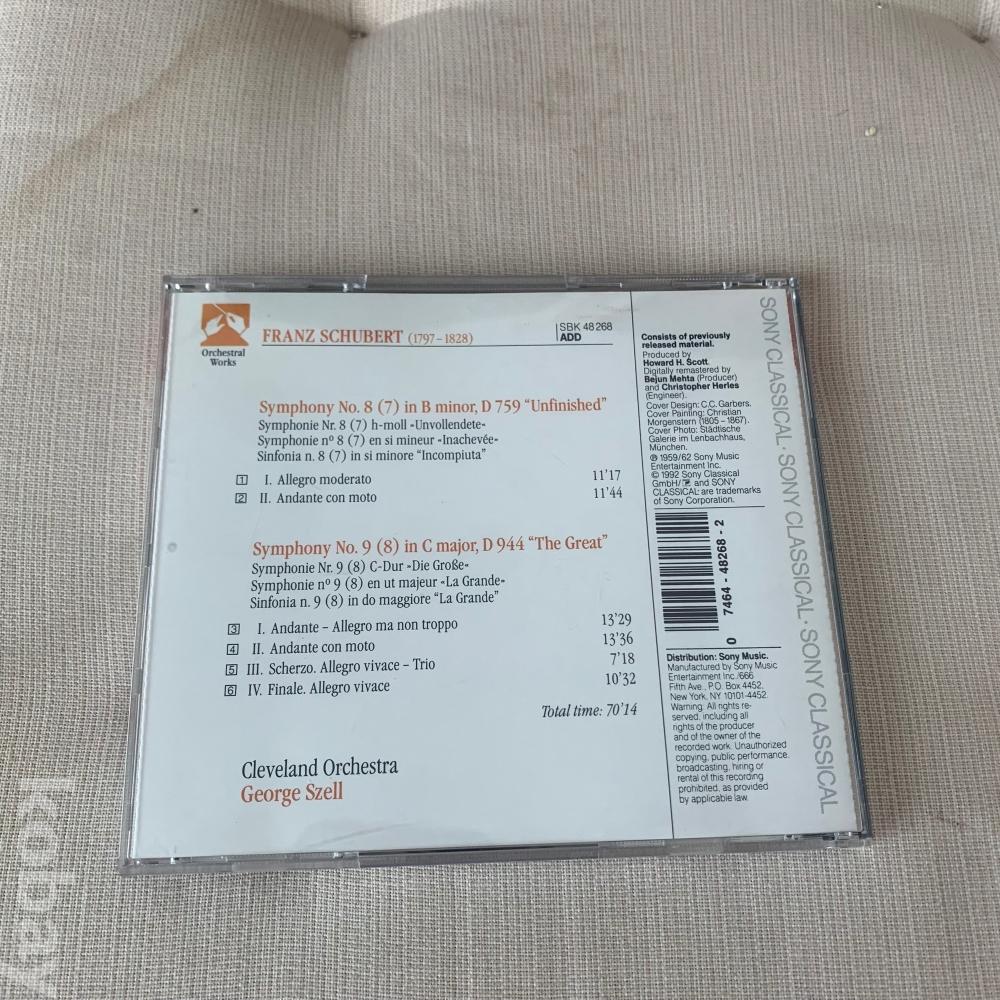 Orchestral
Works
FRANZ SCHUBERT (1797–1828)
SBK 48268
ADD
Symphony No. 8 (7) in B minor, D 759 “Unfinished”
Symphonie Nr. 8 (7) h-moll »Unvollendete«
Symphonie nº 8 (7) en si mineur «Inachevée»
Sinfonia n. 8 (7) in si minore “Incompiuta”
1 I. Allegro moderato 11’17
2 II. Andante con moto 11’44
Symphony No. 9 (8) in C major, D 944 “The Great”
Symphonie Nr. 9 (8) C-Dur »Die Große«
Symphonie nº 9 (8) en ut majeur «La Grande»
Sinfonia n. 9 (8) in do maggiore “La Grande”
3 I. Andante – Allegro ma non troppo 13’29
4 II. Andante con moto 13’36
5 III. Scherzo. Allegro vivace – Trio 7’18
6 IV. Finale. Allegro vivace 10’32
Total time: 70’14
Cleveland Orchestra
George Szell
Consists of previously
released material.
Produced by
Howard H. Scott.
Digitally remastered by
Bejun Mehta (Producer)
and Christopher Herles
(Engineer).
Cover Design: C.C. Garbers.
Cover Painting: Christian
Morgenstern (1805 – 1867).
Cover Photo: Städtische
Galerie im Lenbachhaus,
München.
℗ 1959/62 Sony Music
Entertainment Inc.
© 1992 Sony Classical
GmbH/ and SONY
CLASSICAL are trademarks
of Sony Corporation.
0 7464 - 48268 - 2
Distribution: Sony Music.
Manufactured by Sony Music
Entertainment Inc./666
Fifth Ave., P.O. Box 4452,
New York, NY 10101-4452.
Warning: All rights re-
served, including all
rights of the producer
and of the owner of the
recorded work. Unauthorized
copying, public performance,
broadcasting, hiring or
rental of this recording
prohibited, as provided
by applicable law.
SONY CLASSICAL · SONY CLASSICAL · SONY CLASSICAL · SONY CLASSICAL